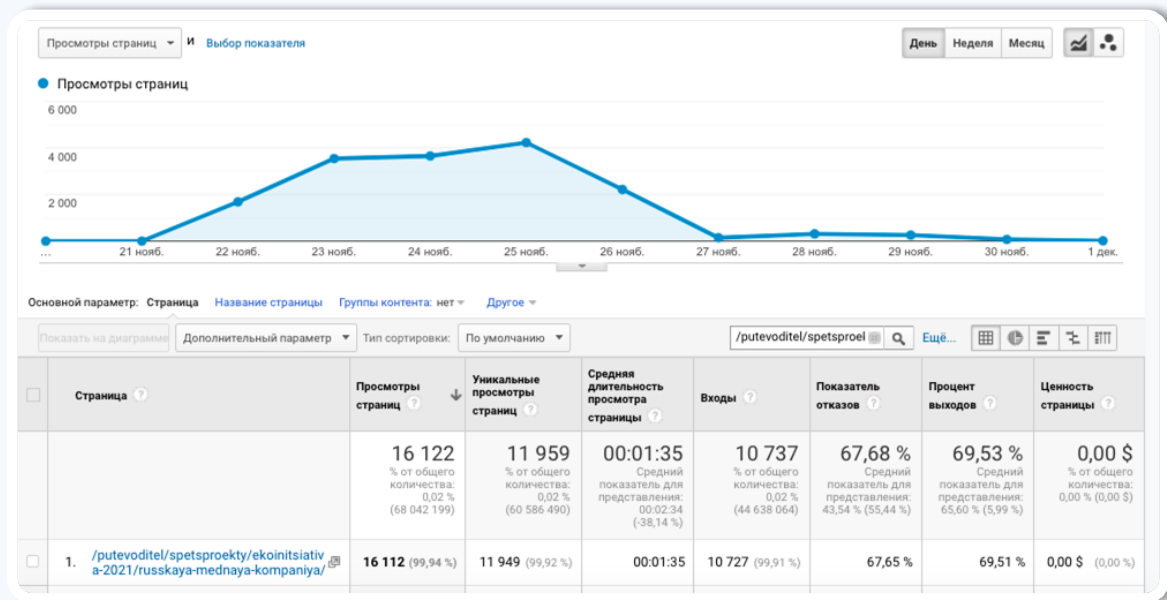 Просмотры страниц И Выбор показателя День Неделя Месяц
Просмотры страниц
6 000
4 000
2 000
... 21 нояб. 22 нояб. 23 нояб. 24 нояб. 25 нояб. 26 нояб. 27 нояб. 28 нояб. 29 нояб. 30 нояб. 1 дек.
Основной параметр: Страница Название страницы Группы контента: нет Другое
Показать на диаграмме Дополнительный параметр Тип сортировки: По умолчанию /putevoditel/spetsproel Ещё...
Страница ?
Просмотры
страниц ?
Уникальные
просмотры
страниц ?
Средняя
длительность
просмотра
страницы ?
Входы ?
Показатель
отказов ?
Процент
выходов ?
Ценность
страницы ?
16 122
% от общего
количества:
0,02 %
(68 042 199)
11 959
% от общего
количества:
0,02 %
(60 586 490)
00:01:35
Средний
показатель для
представления:
00:02:34
(-38,14 %)
10 737
% от общего
количества:
0,02 %
(44 638 064)
67,68 %
Средний
показатель для
представления:
43,54 % (55,44 %)
69,53 %
Средний
показатель для
представления:
65,60 % (5,99 %)
0,00 $
% от общего
количества:
0,00 % (0,00 $)
1. /putevoditel/spetsproekty/ekoinitsiativ
a-2021/russkaya-mednaya-kompaniya/
16 112 (99,94 %) 11 949 (99,92 %) 00:01:35 10 727 (99,91 %) 67,65 % 69,51 % 0,00 $ (0,00 %)